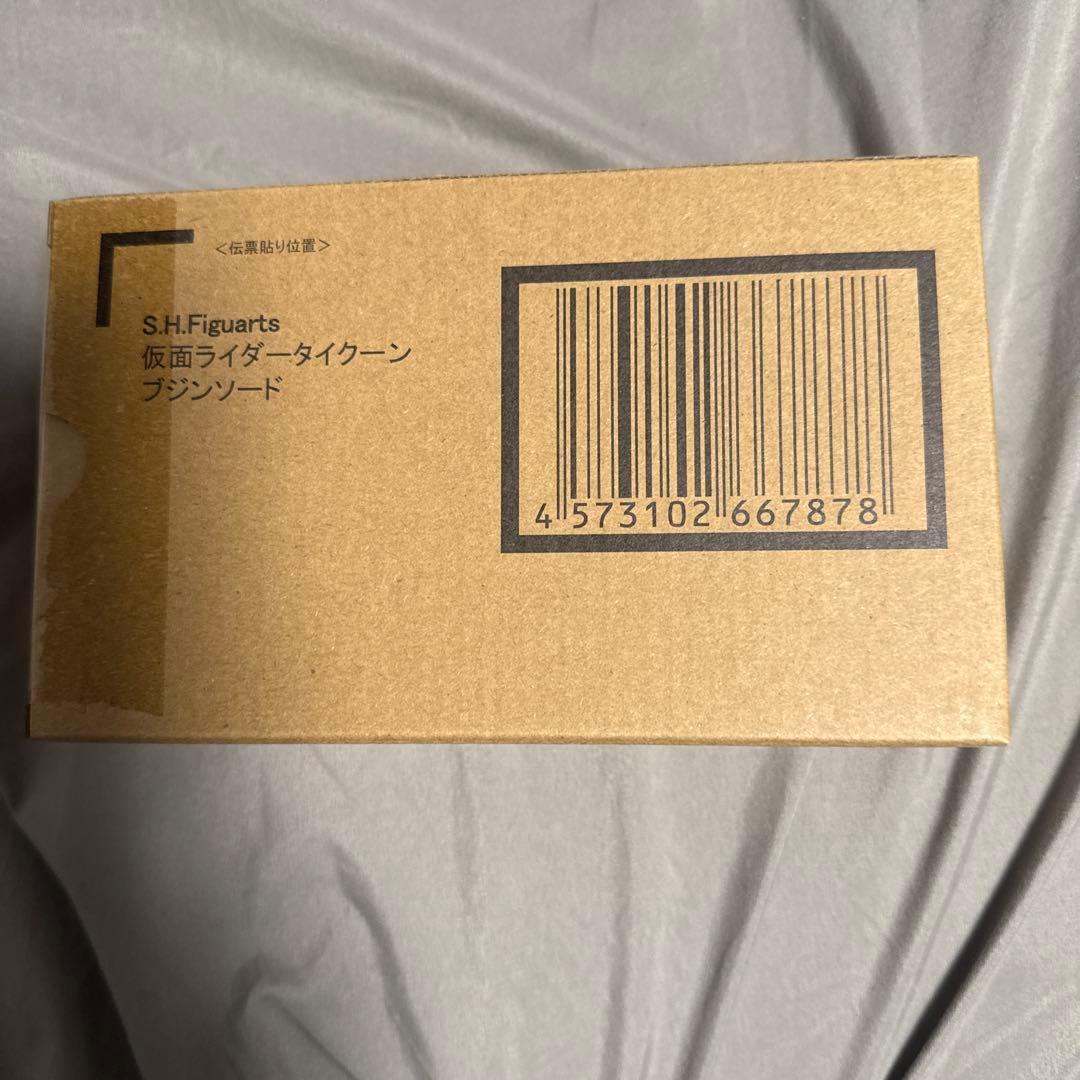 <伝票貼り位置>
S.H.Figuarts
仮面ライダータイクーン
ブジンソード
4 573102 667878